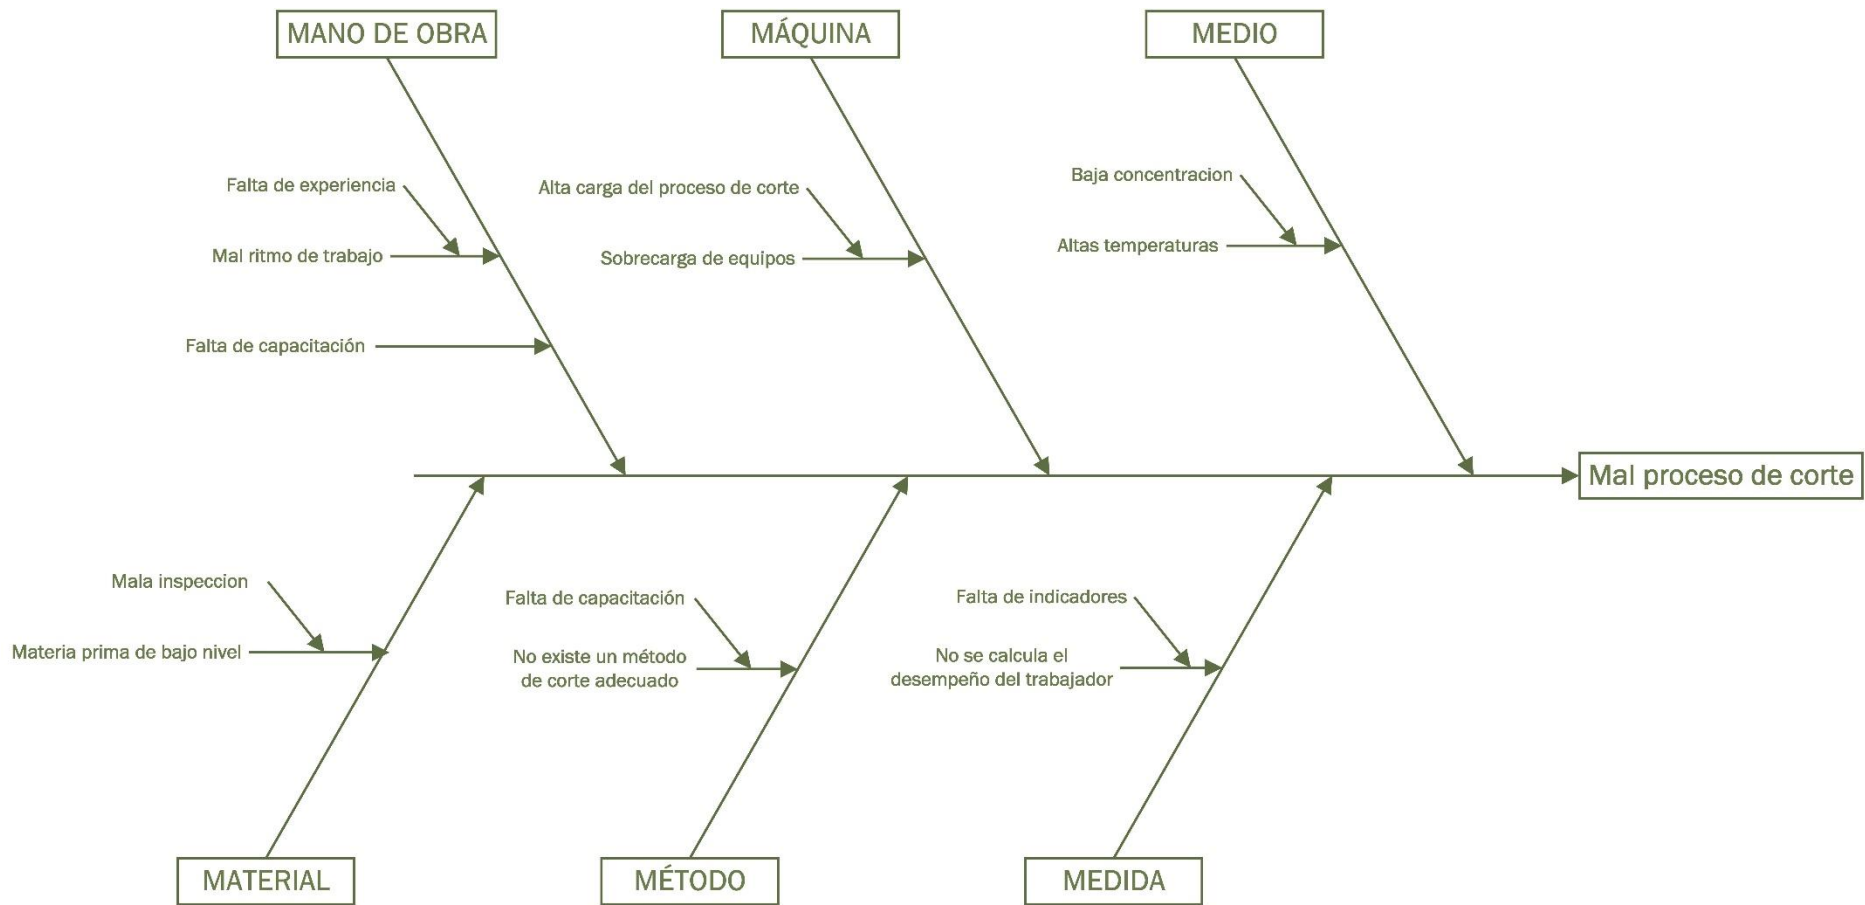 MANO DE OBRA
MÁQUINA
MEDIO
Falta de experiencia
Mal ritmo de trabajo
Falta de capacitación
Alta carga del proceso de corte
Sobrecarga de equipos
Baja concentracion
Altas temperaturas
Mal proceso de corte
Mala inspeccion
Materia prima de bajo nivel
Falta de capacitación
No existe un método
de corte adecuado
Falta de indicadores
No se calcula el
desempeño del trabajador
MATERIAL
MÉTODO
MEDIDA